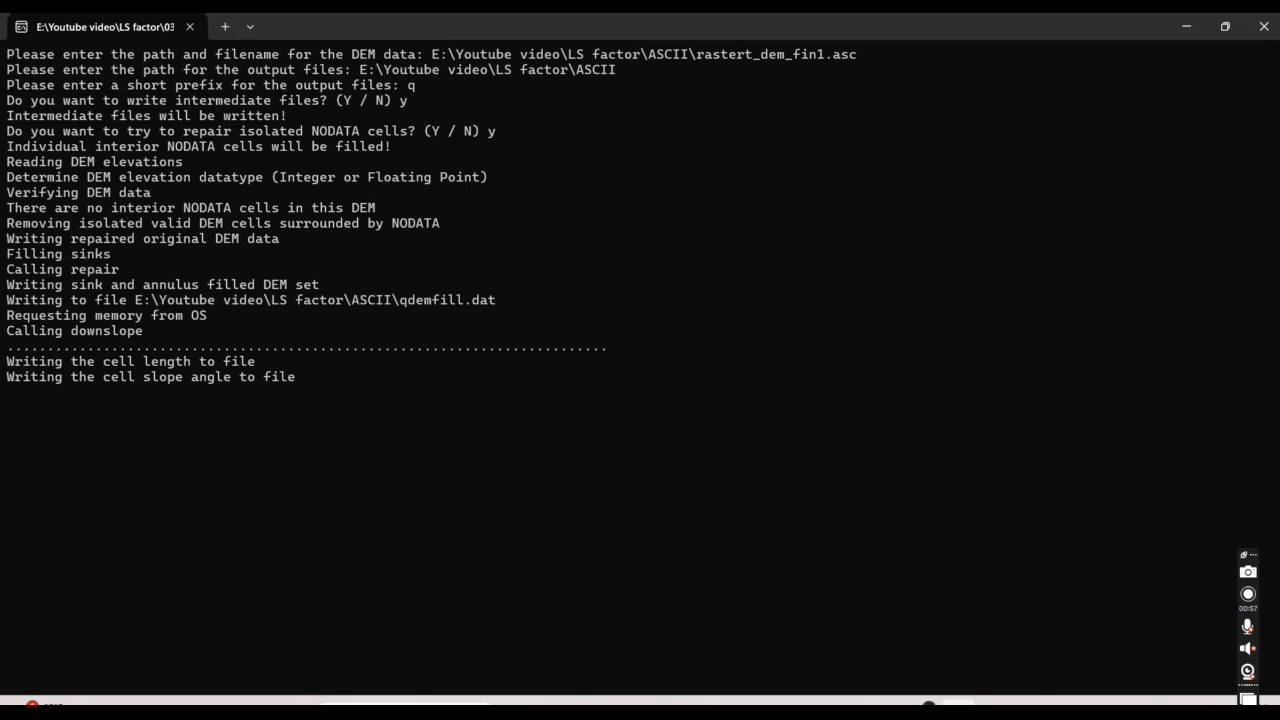 E:\Youtube video\LS factor\03
Please enter the path and filename for the DEM data: E:\Youtube video\LS factor\ASCII\rastert_dem_fin1.asc
Please enter the path for the output files: E:\Youtube video\LS factor\ASCII
Please enter a short prefix for the output files: q
Do you want to write intermediate files? (Y / N) y
Intermediate files will be written!
Do you want to try to repair isolated NODATA cells? (Y / N) y
Individual interior NODATA cells will be filled!
Reading DEM elevations
Determine DEM elevation datatype (Integer or Floating Point)
Verifying DEM data
There are no interior NODATA cells in this DEM
Removing isolated valid DEM cells surrounded by NODATA
Writing repaired original DEM data
Filling sinks
Calling repair
Writing sink and annulus filled DEM set
Writing to file E:\Youtube video\LS factor\ASCII\qdemfill.dat
Requesting memory from OS
Calling downslope
...........................................................................
Writing the cell length to file
Writing the cell slope angle to file
00:57